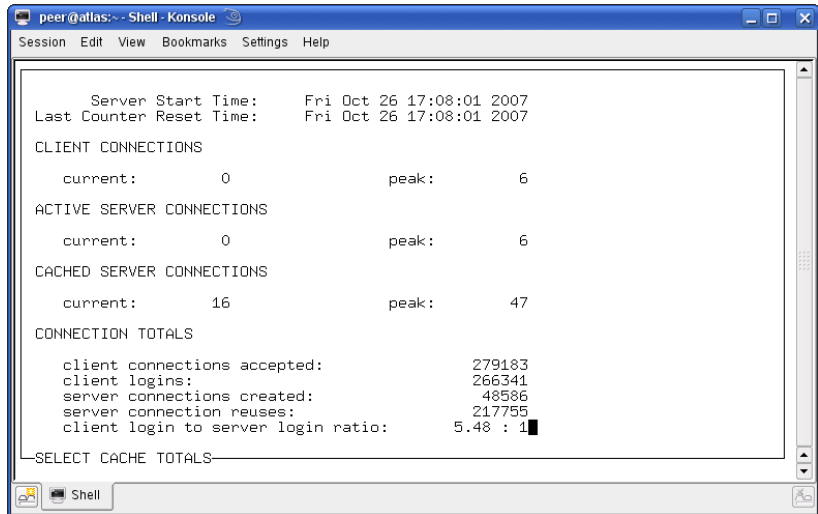 peer@atlas:~ - Shell - Konsole
Session Edit View Bookmarks Settings Help
Server Start Time: Fri Oct 26 17:08:01 2007
Last Counter Reset Time: Fri Oct 26 17:08:01 2007
CLIENT CONNECTIONS
current: 0 peak: 6
ACTIVE SERVER CONNECTIONS
current: 0 peak: 6
CACHED SERVER CONNECTIONS
current: 16 peak: 47
CONNECTION TOTALS
client connections accepted: 279183
client logins: 266341
server connections created: 48586
server connection reuses: 217755
client login to server login ratio: 5.48 : 1
SELECT CACHE TOTALS
Shell